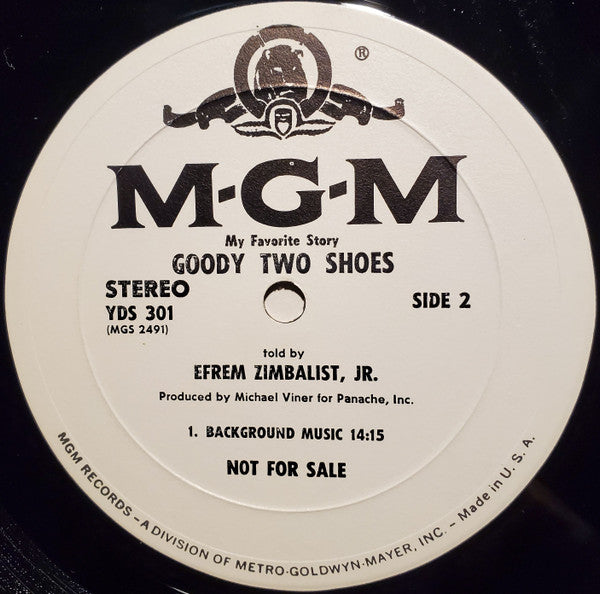 ®
M-G-M
My Favorite Story
GOODY TWO SHOES
STEREO
YDS 301
(MGS 2491)
SIDE 2
told by
EFREM ZIMBALIST, JR.
Produced by Michael Viner for Panache, Inc.
1. BACKGROUND MUSIC 14:15
NOT FOR SALE
MGM RECORDS – A DIVISION OF METRO-GOLDWYN-MAYER, INC. – Made in U. S. A.